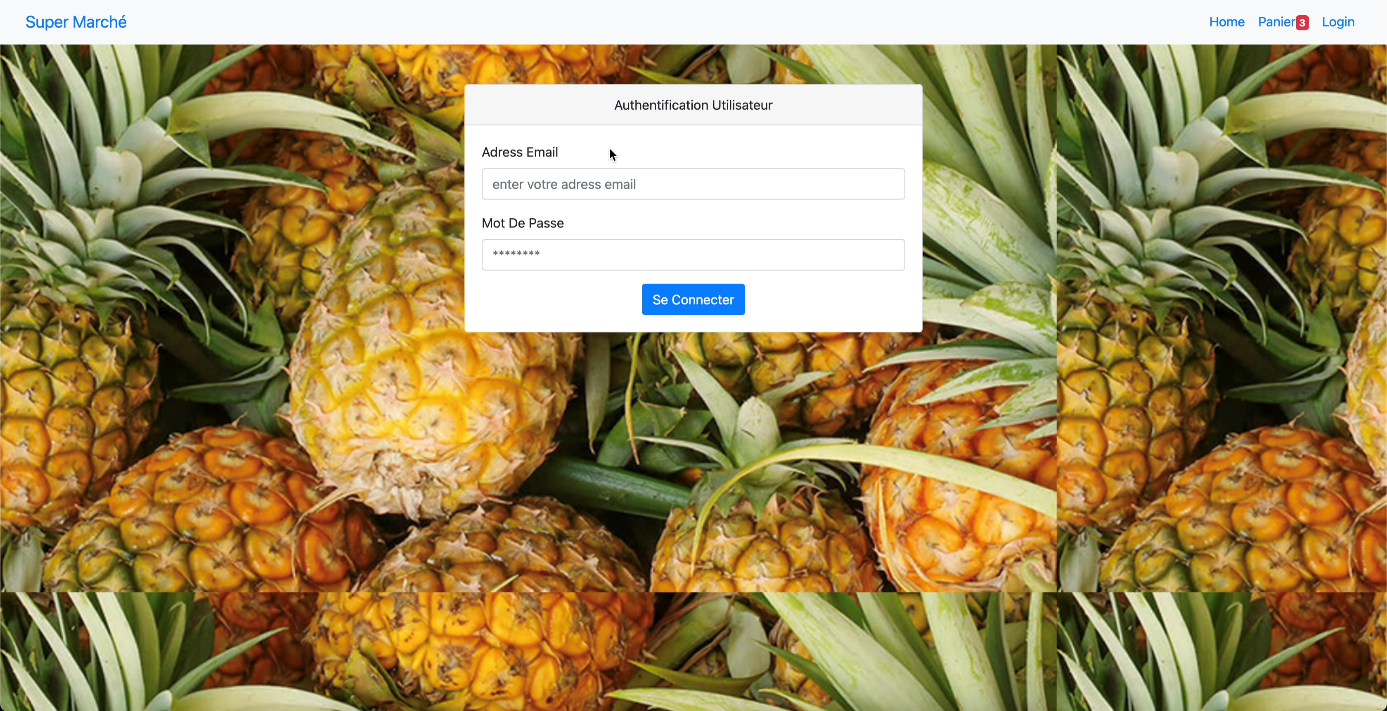 Super Marché
Home Panier 3 Login
Authentification Utilisateur
Adress Email
enter votre adress email
Mot De Passe
********
Se Connecter